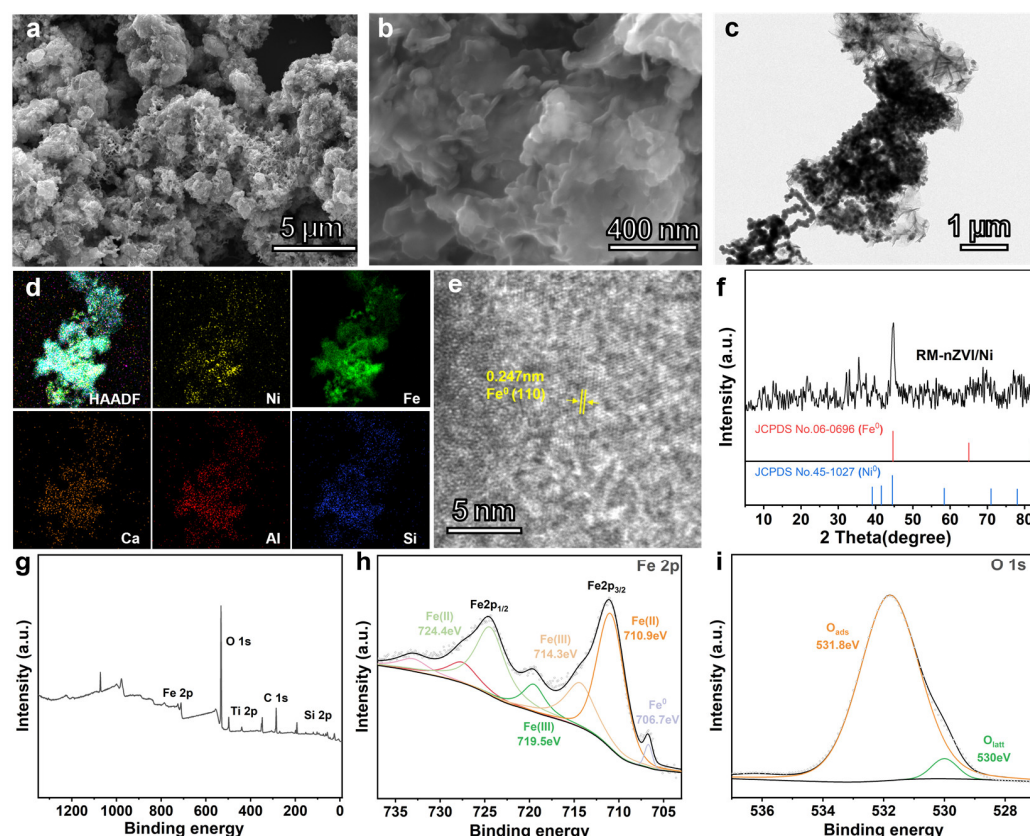 a
5 μm
b
400 nm
c
1 μm
d
HAADF
Ni
Fe
Ca
Al
Si
e
0.247nm
Fe⁰ (110)
5 nm
f
Intensity (a.u.)
RM-nZVI/Ni
JCPDS No.06-0696 (Fe⁰)
JCPDS No.45-1027 (Ni⁰)
10 20 30 40 50 60 70 80
2 Theta(degree)
g
Intensity (a.u.)
O 1s
Fe 2p
Ti 2p
C 1s
Si 2p
1200 1000 800 600 400 200 0
Binding energy
h
Fe 2p
Intensity (a.u.)
Fe2p₃/₂
Fe2p₁/₂
Fe(II)
724.4eV
Fe(III)
714.3eV
Fe(II)
710.9eV
Fe⁰
706.7eV
Fe(III)
719.5eV
735 730 725 720 715 710 705
Binding energy
i
O 1s
Intensity (a.u.)
Oads
531.8eV
Olatt
530eV
536 534 532 530 528
Binding energy